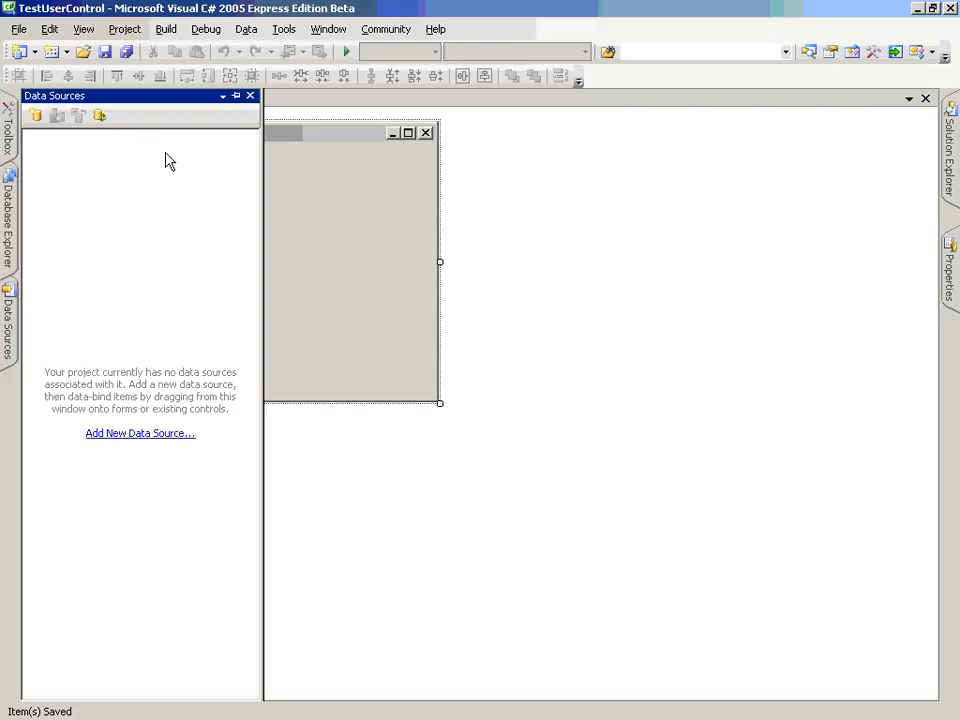 TestUserControl - Microsoft Visual C# 2005 Express Edition Beta
File Edit View Project Build Debug Data Tools Window Community Help
Data Sources
Toolbox
Database Explorer
Data Sources
Your project currently has no data sources
associated with it. Add a new data source,
then data-bind items by dragging from this
window onto forms or existing controls.
Add New Data Source...
Solution Explorer
Properties
Item(s) Saved